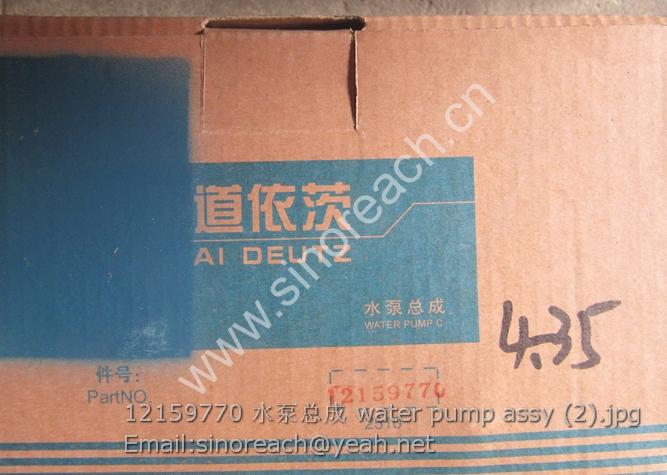 道依茨
AI DEUTZ
水泵总成
WATER PUMP C
4.35
件号:
PartNO.
12159770
www.sinoreach.cn
12159770 水泵总成 water pump assy (2).jpg
Email:sinoreach@yeah.net